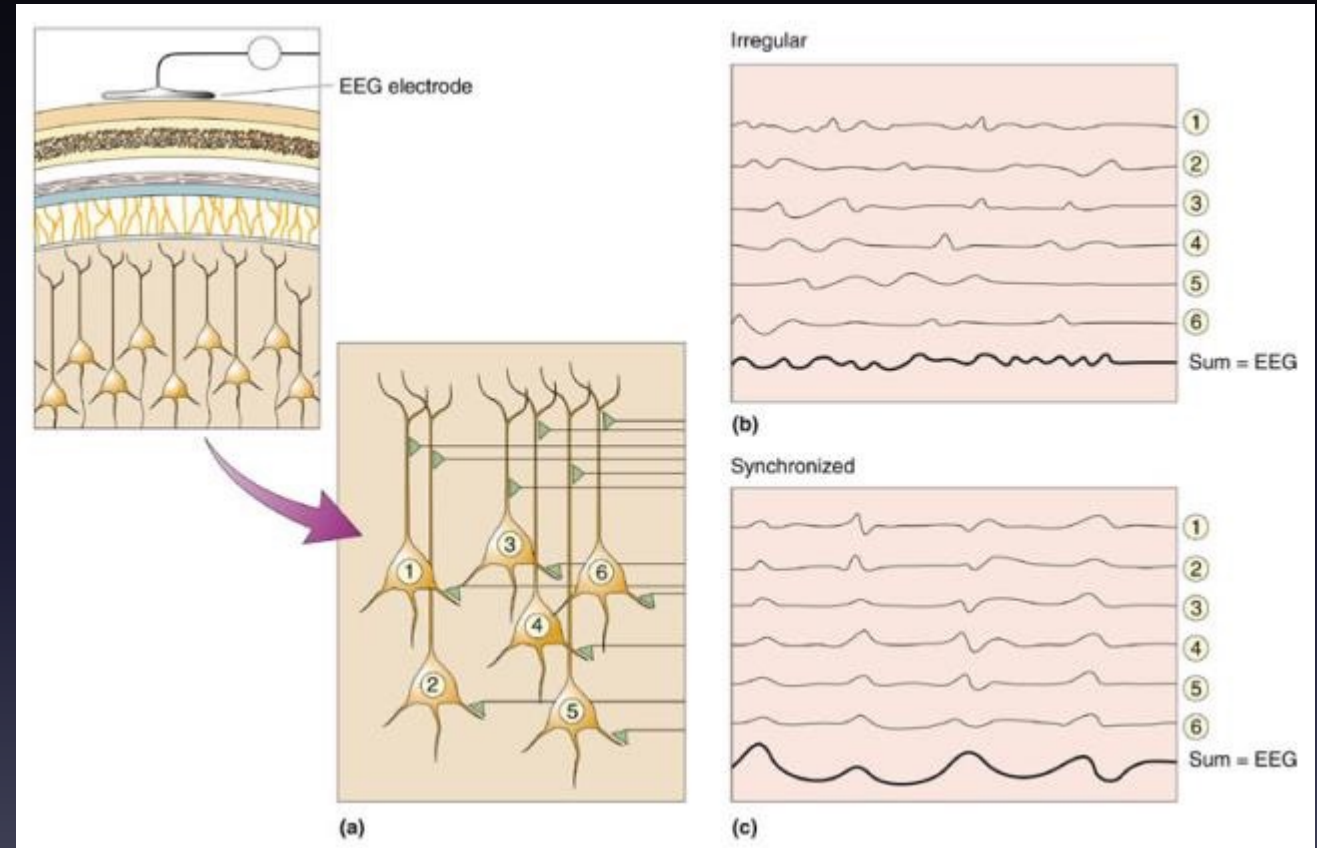 EEG electrode
1
2
3
4
5
6
(a)
Irregular
1
2
3
4
5
6
Sum = EEG
(b)
Synchronized
1
2
3
4
5
6
Sum = EEG
(c)